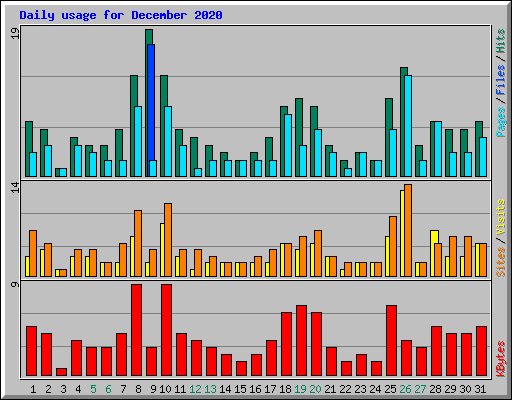 Daily usage for December 2020
19
Pages / Files / Hits
14
Sites / Visits
9
KBytes
1 2 3 4 5 6 7 8 9 10 11 12 13 14 15 16 17 18 19 20 21 22 23 24 25 26 27 28 29 30 31